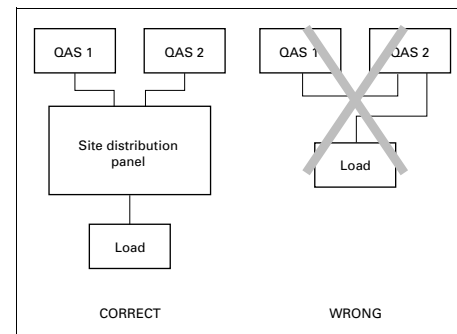 QAS 1
QAS 2
Site distribution
panel
Load
CORRECT
QAS 1
QAS 2
Load
WRONG